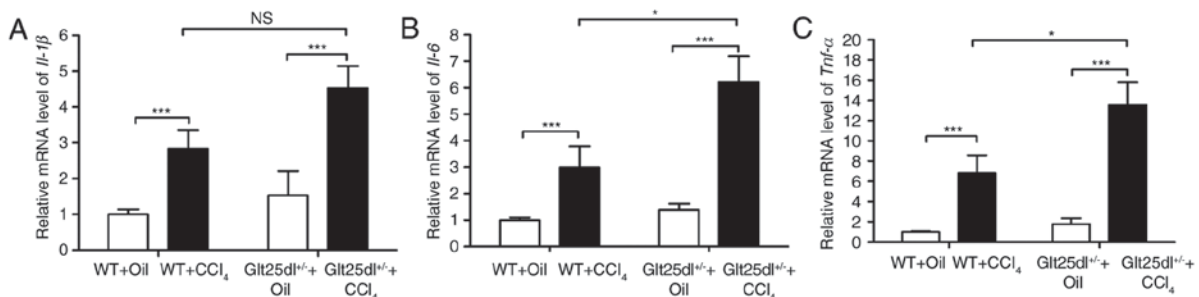 A
Relative mRNA level of Il-1β
6
5
4
3
2
1
0
NS
***
***
WT+Oil WT+CCl₄ Glt25dl⁺/⁻+ Glt25dl⁺/⁻+
Oil CCl₄
B
Relative mRNA level of Il-6
8
7
6
5
4
3
2
1
0
*
***
***
WT+Oil WT+CCl₄ Glt25dl⁺/⁻+ Glt25dl⁺/⁻+
Oil CCl₄
C
Relative mRNA level of Tnf-α
20
18
16
14
12
10
8
6
4
2
0
*
***
***
WT+Oil WT+CCl₄ Glt25dl⁺/⁻+ Glt25dl⁺/⁻+
Oil CCl₄